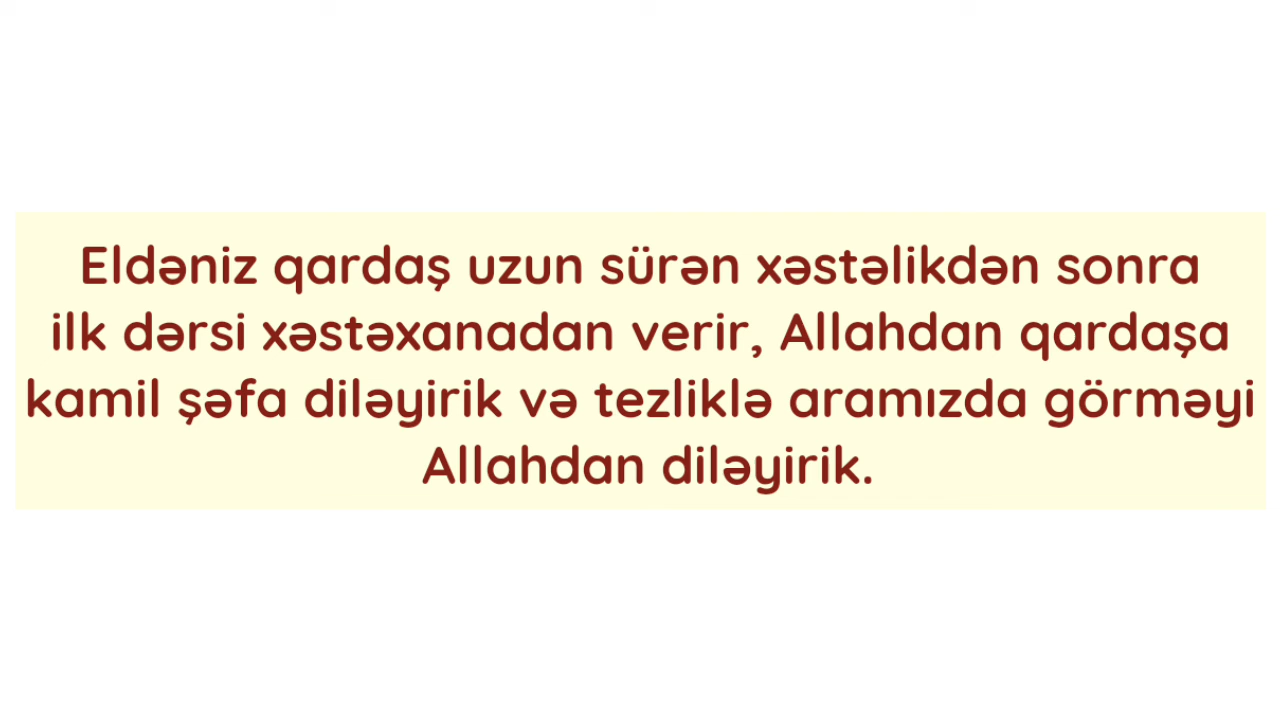 Eldəniz qardaş uzun sürən xəstəlikdən sonra
ilk dərsi xəstəxanadan verir, Allahdan qardaşa
kamil şəfa diləyirik və tezliklə aramızda görməyi
Allahdan diləyirik.